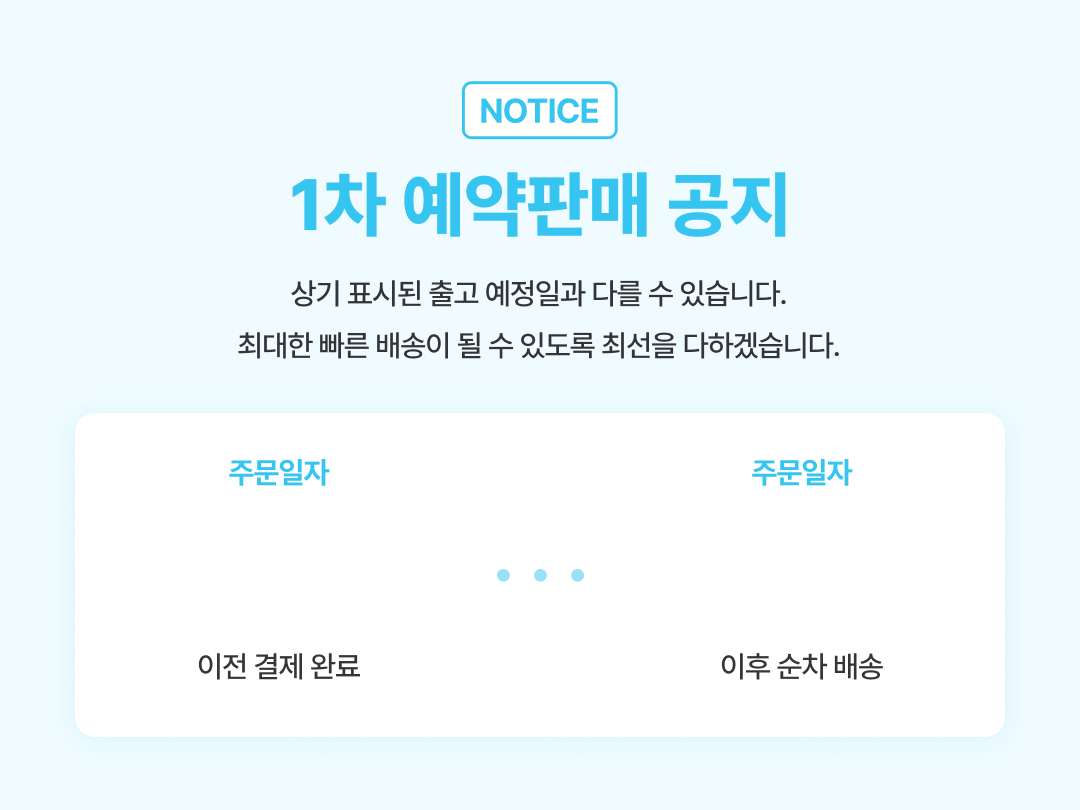 NOTICE
1차 예약판매 공지
상기 표시된 출고 예정일과 다를 수 있습니다.
최대한 빠른 배송이 될 수 있도록 최선을 다하겠습니다.
주문일자
주문일자
이전 결제 완료
이후 순차 배송